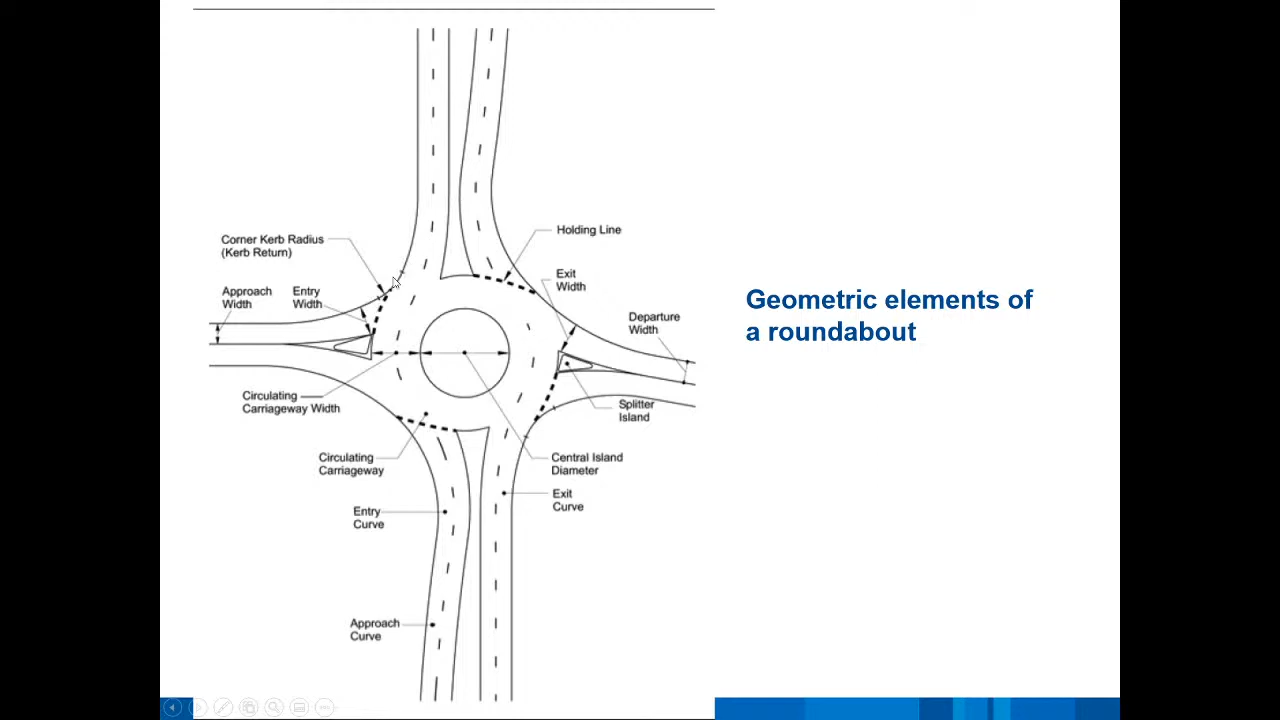 Corner Kerb Radius
(Kerb Return)
Holding Line
Approach
Width
Entry
Width
Exit
Width
Departure
Width
Geometric elements of
a roundabout
Circulating
Carriageway Width
Splitter
Island
Circulating
Carriageway
Central Island
Diameter
Exit
Curve
Entry
Curve
Approach
Curve